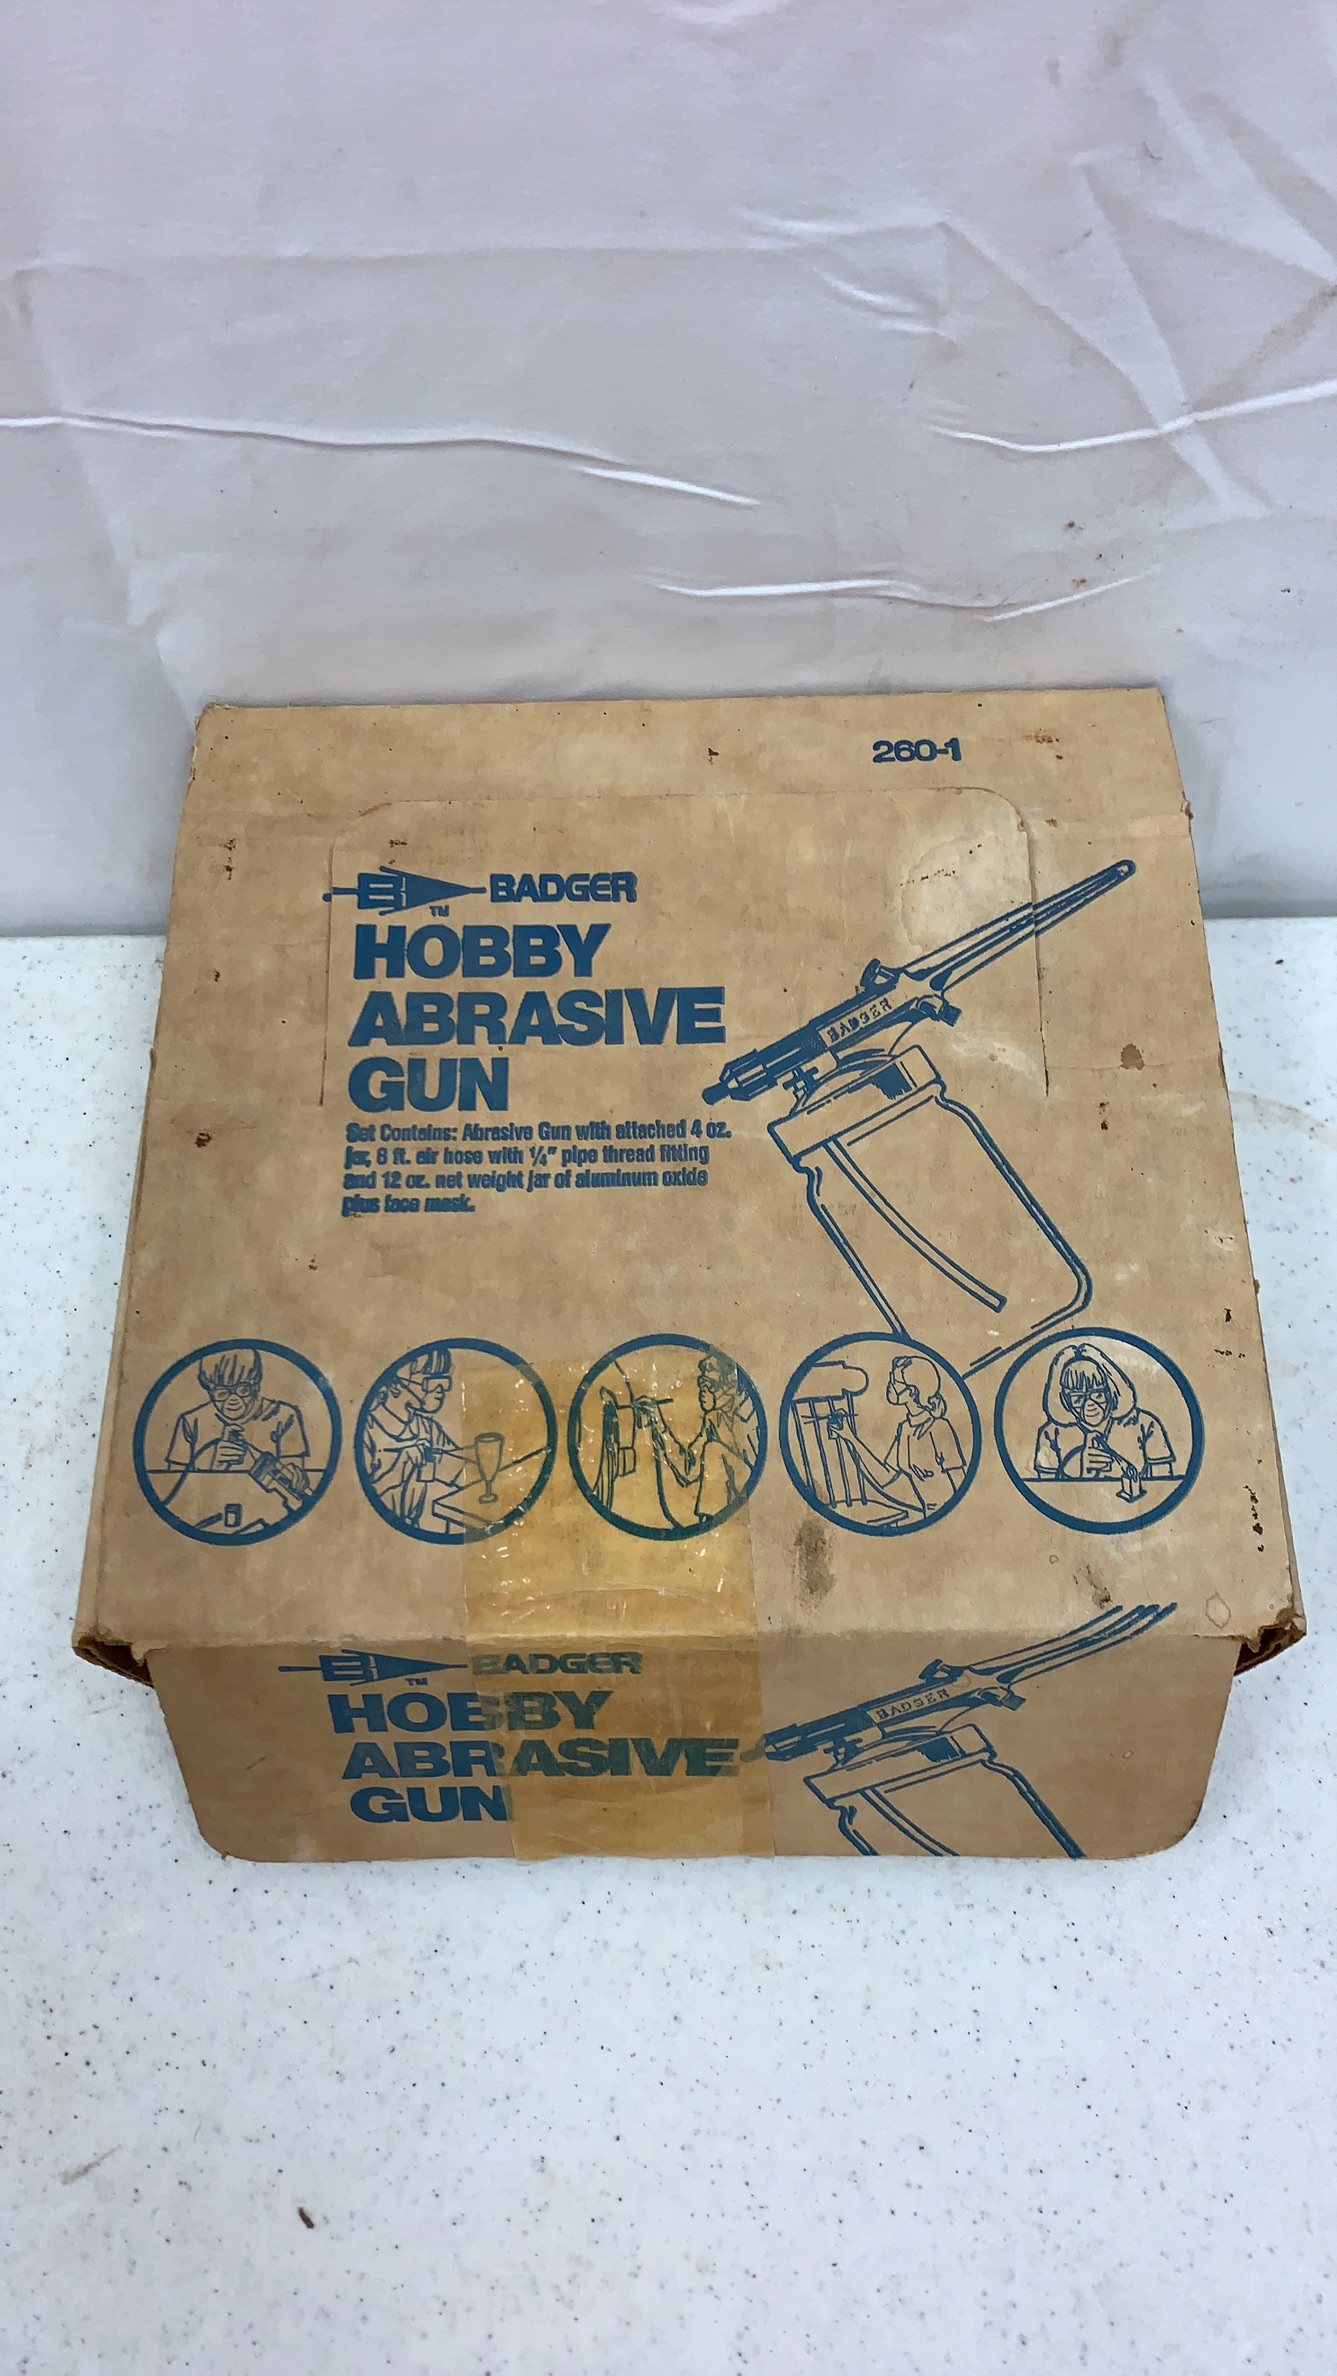 260-1
BADGER
TM
HOBBY
ABRASIVE
GUN
Set Contains: Abrasive Gun with attached 4 oz.
jar, 8 ft. air hose with ¼" pipe thread fitting
and 12 oz. net weight jar of aluminum oxide
plus face mask.
BADGER
BADGER
TM
HOBBY
ABRASIVE
GUN
BADGER